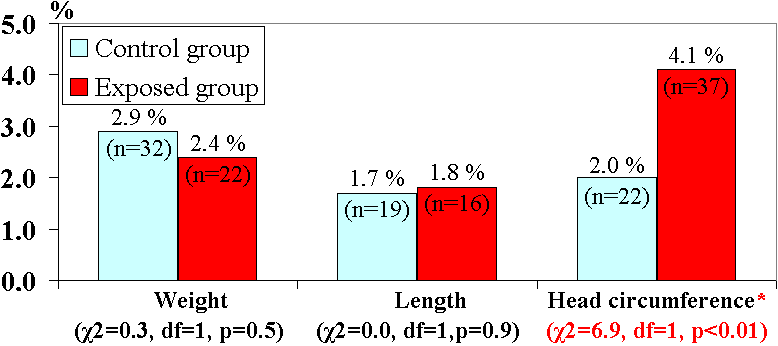 %
5.0
4.0
3.0
2.0
1.0
0.0
Control group
Exposed group
2.9 %
(n=32)
2.4 %
(n=22)
1.7 %
(n=19)
1.8 %
(n=16)
2.0 %
(n=22)
4.1 %
(n=37)
Weight
(χ2=0.3, df=1, p=0.5)
Length
(χ2=0.0, df=1,p=0.9)
Head circumference*
(χ2=6.9, df=1, p<0.01)